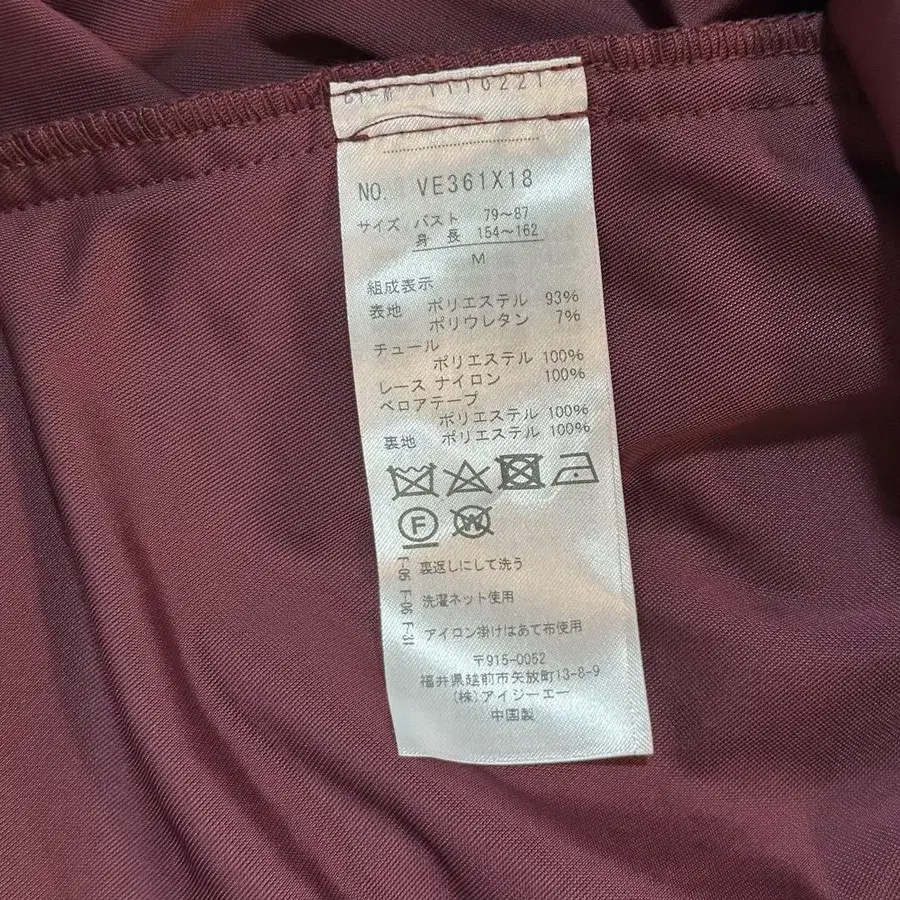 1110221
NO. VE361X18
サイズ バスト 79~87
身長 154~162
M
組成表示
表地 ポリエステル 93%
ポリウレタン 7%
チュール
ポリエステル 100%
レース ナイロン 100%
ベロアテープ
ポリエステル 100%
裏地 ポリエステル 100%
F W
F-05 裏返しにして洗う
F-06 洗濯ネット使用
F-31 アイロン掛けはあて布使用
〒915-0052
福井県越前市矢放町13-8-9
(株)アイジーエー
中国製